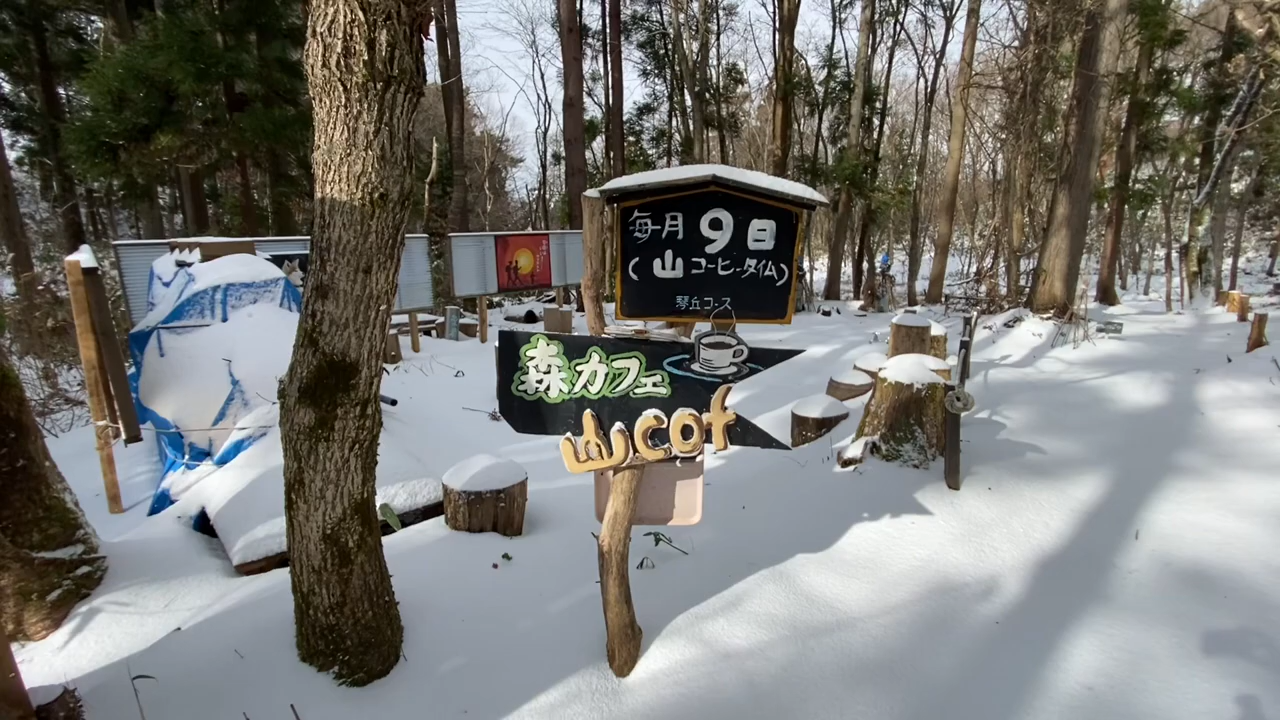 毎月9日
(山コーヒータイム)
琴丘コース
森カフェ
山cof